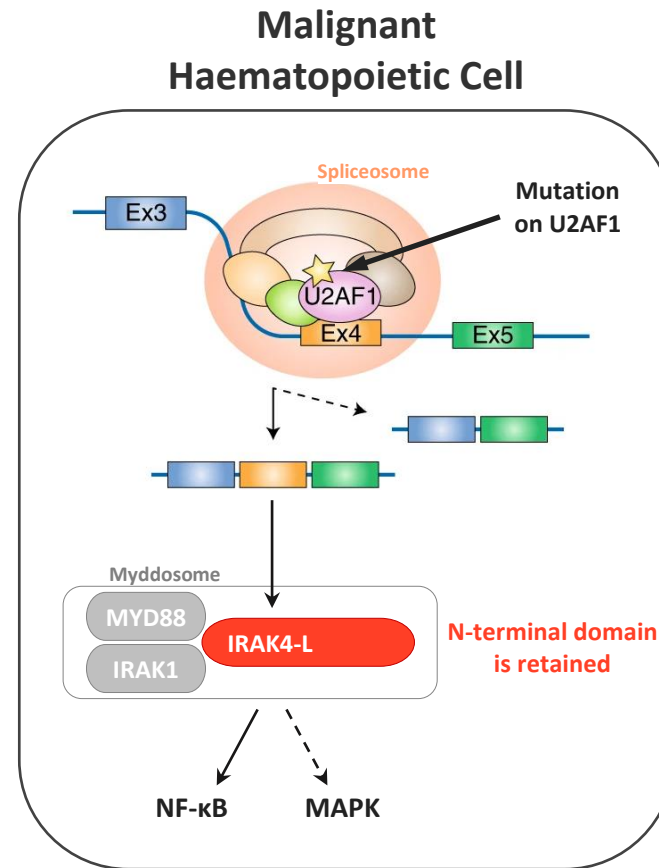 Malignant
Haematopoietic Cell
Spliceosome
Mutation
on U2AF1
Ex3
U2AF1
Ex4
Ex5
Myddosome
MYD88
IRAK4-L
IRAK1
N-terminal domain
is retained
NF-κB
MAPK